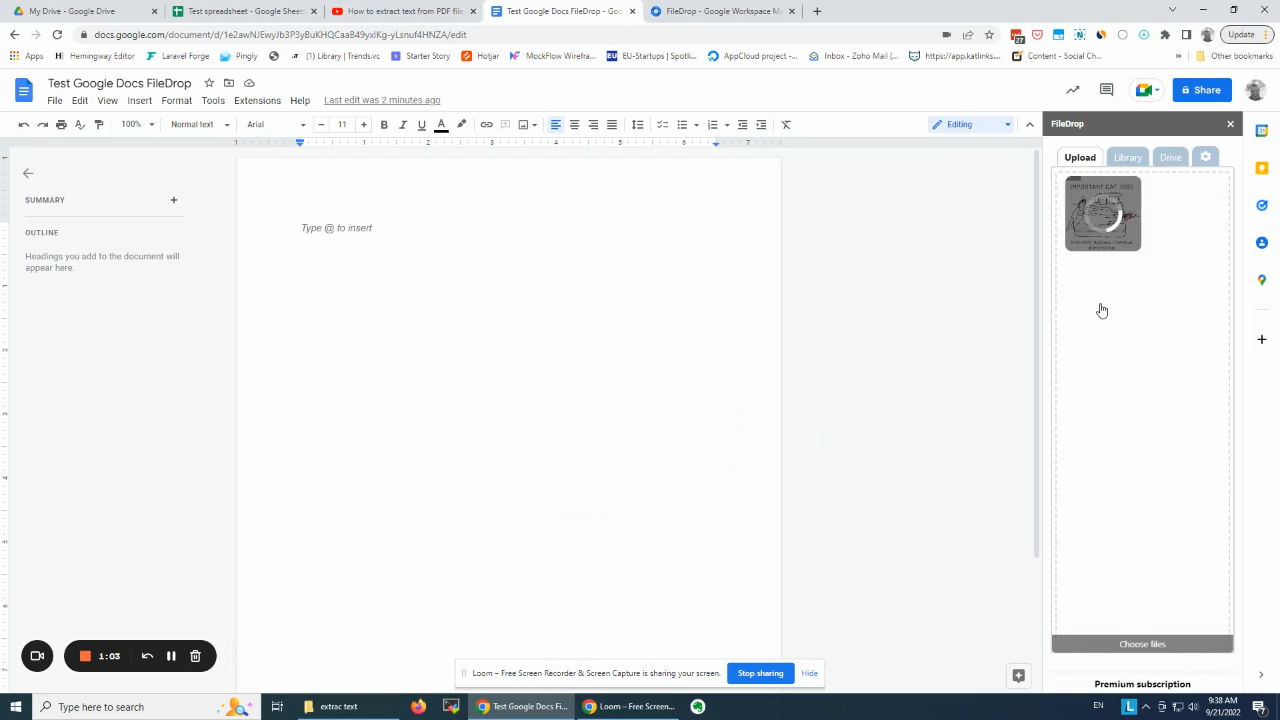 My Drive - Google Drive
Test spreadsheet - Google Sheets
How to extract text from PDF file
Test Google Docs FileDrop - Goo
FileDrop - Google Workspace M
docs.google.com/document/d/1e2awNJEwyJb3P3yBuKHQCaaB49yxiKg-yLsnuf4HNZA/edit
27
Update
Apps
Hemingway Editor
Laravel Forge
Pingly
(1) Library | treds.vc
Starter Story
Hotjar
MockFlow Wirefra...
EU-Startups | Spotli...
AppCloud project -...
Inbox - Zoho Mail (...
https://app.katlinks...
Content - Social Cha...
Other bookmarks
Test Google Docs FileDrop
File Edit View Insert Format Tools Extensions Help Last edit was 2 minutes ago
Share
100% Normal text Arial 11 Editing
FileDrop
Upload Library Drive
SUMMARY
OUTLINE
Headings you add to the document will
appear here.
Type @ to insert
IMPORTANT CAT JOBS
Choose files
Premium subscription
1:03
Loom – Free Screen Recorder & Screen Capture is sharing your screen.
Stop sharing
Hide
Type here to search
extract text
Test Google Docs Fi...
Loom – Free Screen...
EN
9:38 AM
9/21/2022